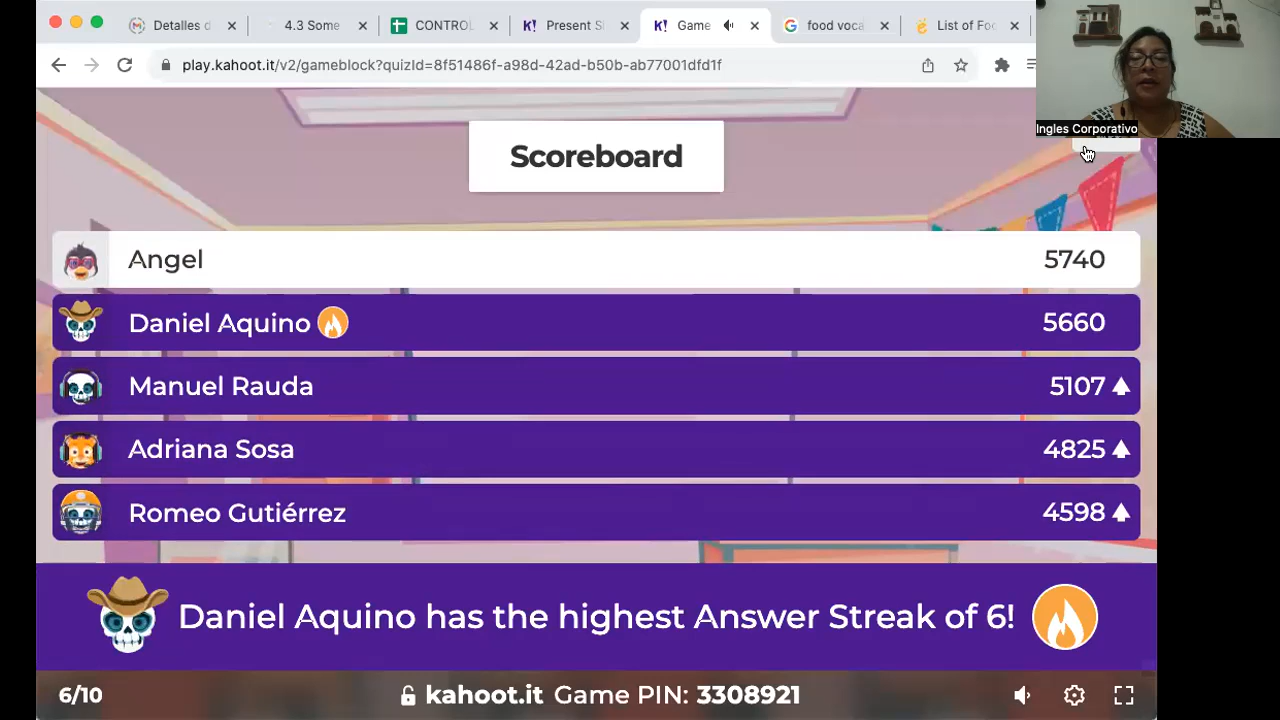 Detalles d
4.3 Some
CONTROL
K! Present Si
K! Game
food voca
List of Foo
play.kahoot.it/v2/gameblock?quizId=8f51486f-a98d-42ad-b50b-ab77001dfd1f
Ingles Corporativo
Scoreboard
Angel 5740
Daniel Aquino 5660
Manuel Rauda 5107
Adriana Sosa 4825
Romeo Gutiérrez 4598
Daniel Aquino has the highest Answer Streak of 6!
6/10 kahoot.it Game PIN: 3308921